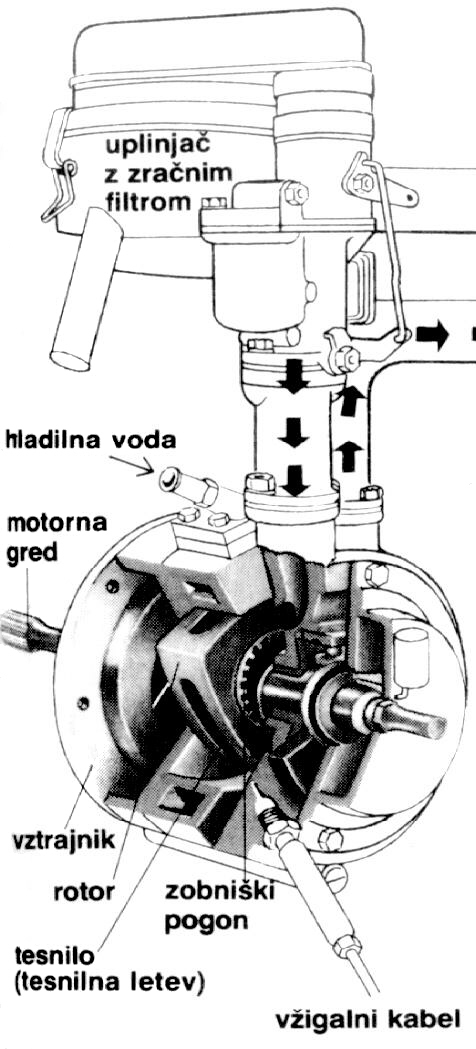 uplinjač
z zračnim
filtrom
hladilna voda
motorna
gred
vztrajnik
rotor
zobniški
pogon
tesnilo
(tesnilna letev)
vžigalni kabel